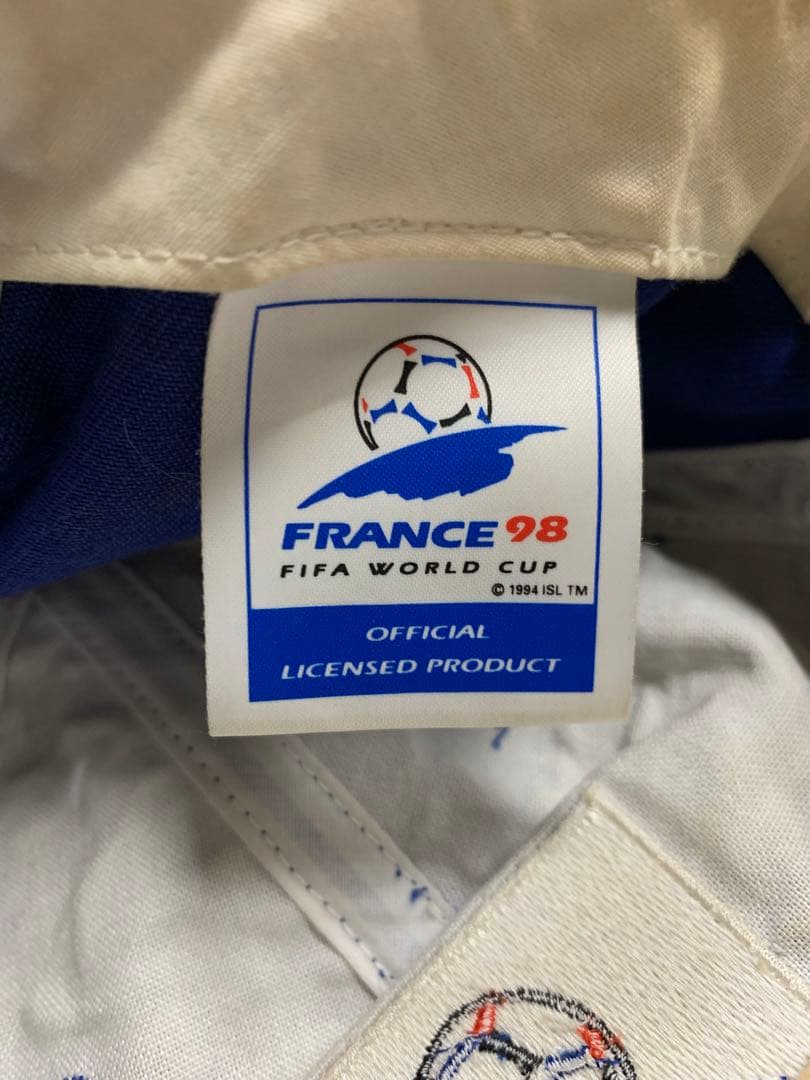 FRANCE 98
FIFA WORLD CUP
© 1994 ISL TM
OFFICIAL
LICENSED PRODUCT